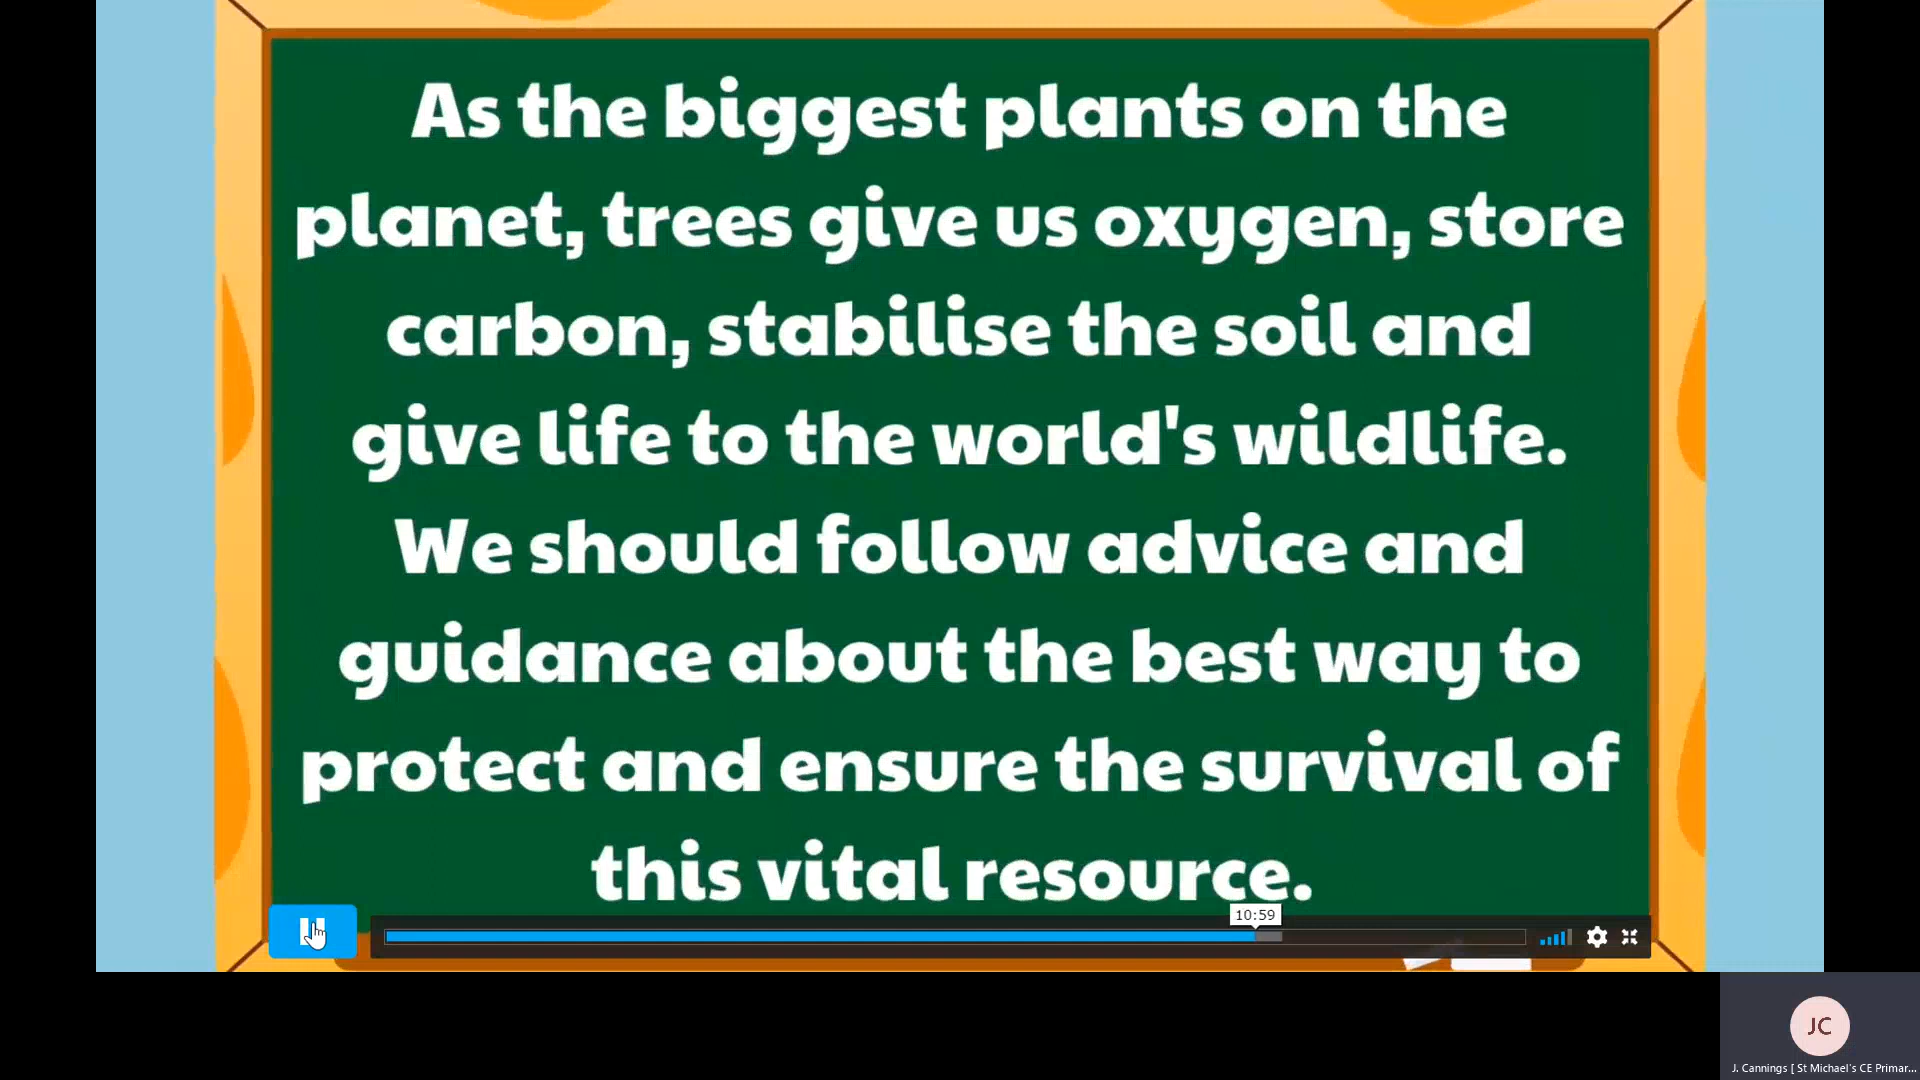 As the biggest plants on the
planet, trees give us oxygen, store
carbon, stabilise the soil and
give life to the world's wildlife.
We should follow advice and
guidance about the best way to
protect and ensure the survival of
this vital resource.
10:59
JC
J. Cannings [ St Michael's CE Primar...